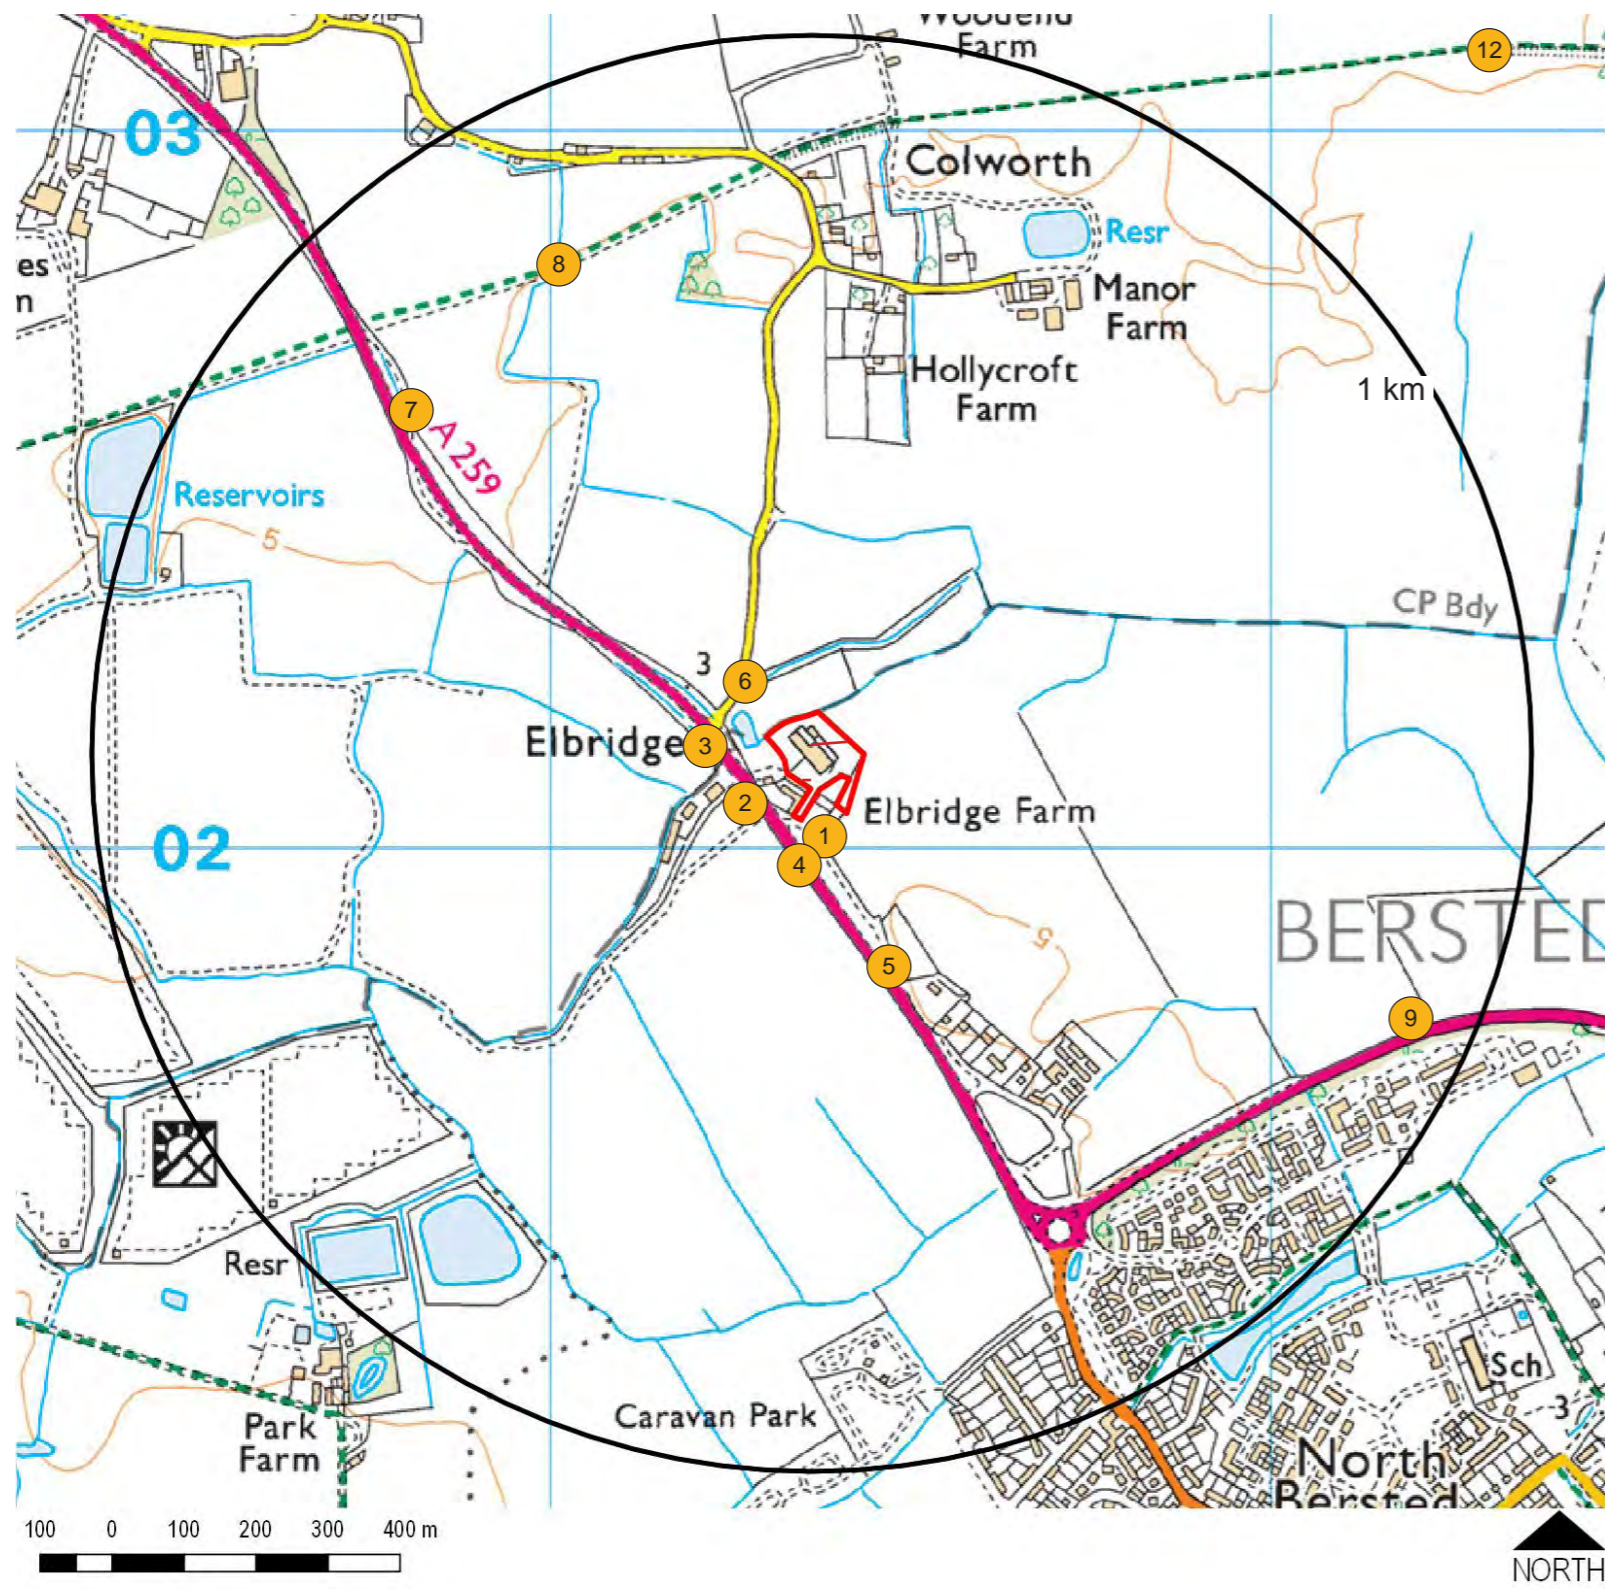 Woodend
Farm
12
03
Colworth
Resr
es
m
8
Manor
Farm
Hollycroft
Farm
1 km
7
A 259
Reservoirs
5
CP Bdy
3
6
Elbridge
3
2
Elbridge Farm
1
02
4
BERSTED
5
5
9
Resr
Sch
3
Park
Farm
Caravan Park
North
Bersted
100 0 100 200 300 400 m
NORTH